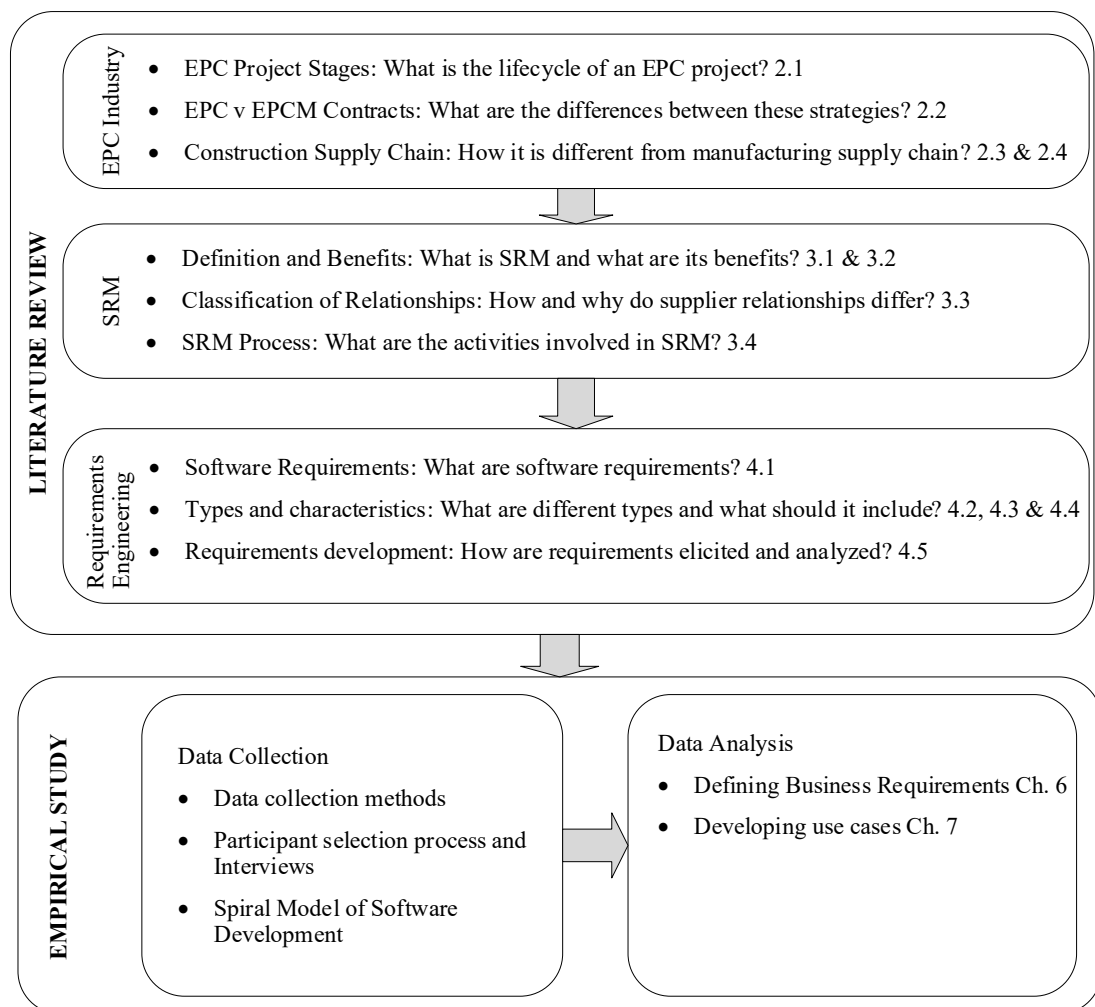 LITERATURE REVIEW
EPC Industry
• EPC Project Stages: What is the lifecycle of an EPC project? 2.1
• EPC v EPCM Contracts: What are the differences between these strategies? 2.2
• Construction Supply Chain: How it is different from manufacturing supply chain? 2.3 & 2.4
SRM
• Definition and Benefits: What is SRM and what are its benefits? 3.1 & 3.2
• Classification of Relationships: How and why do supplier relationships differ? 3.3
• SRM Process: What are the activities involved in SRM? 3.4
Requirements
Engineering
• Software Requirements: What are software requirements? 4.1
• Types and characteristics: What are different types and what should it include? 4.2, 4.3 & 4.4
• Requirements development: How are requirements elicited and analyzed? 4.5
EMPIRICAL STUDY
Data Collection
• Data collection methods
• Participant selection process and
Interviews
• Spiral Model of Software
Development
Data Analysis
• Defining Business Requirements Ch. 6
• Developing use cases Ch. 7